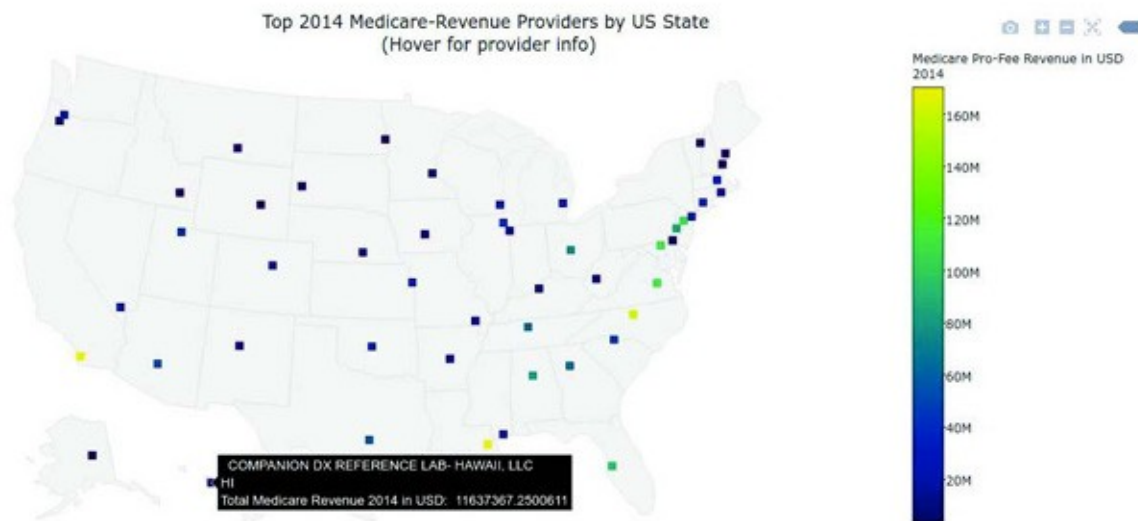 Top 2014 Medicare-Revenue Providers by US State
(Hover for provider info)
Medicare Pro-Fee Revenue in USD
2014
160M
140M
120M
100M
80M
60M
40M
20M
COMPANION DX REFERENCE LAB- HAWAII, LLC
HI
Total Medicare Revenue 2014 in USD: 11637367.2500611